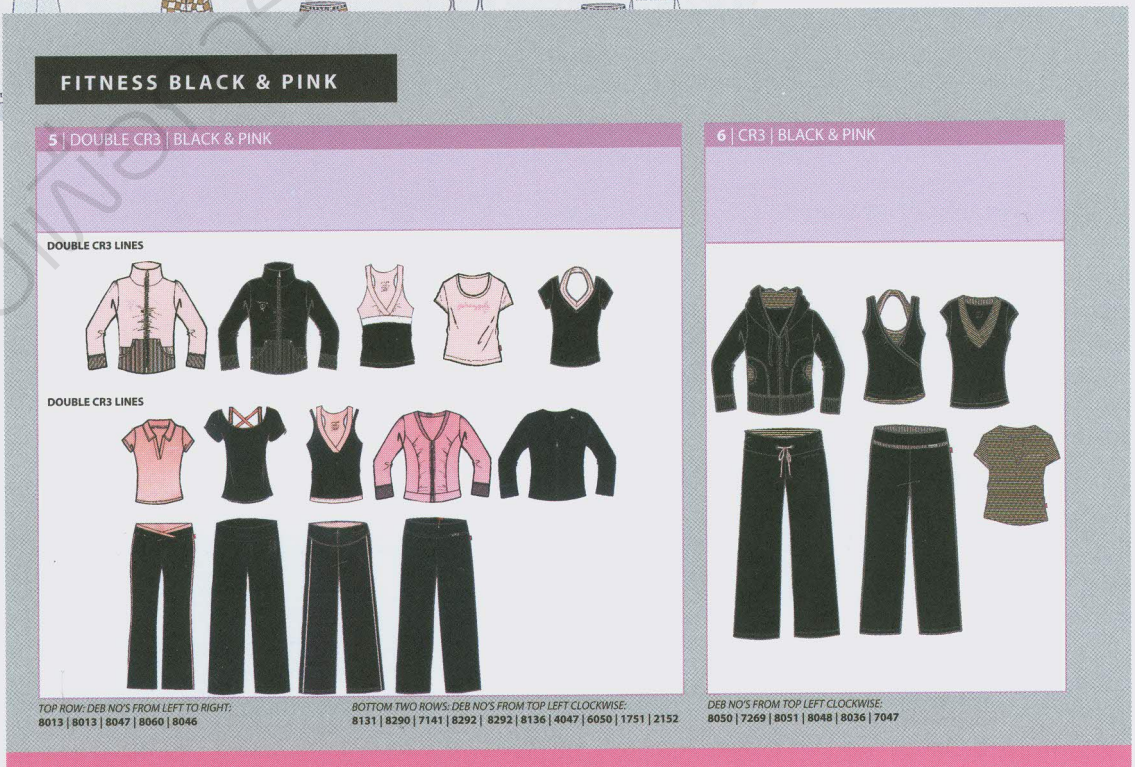 FITNESS BLACK & PINK
5 | DOUBLE CR3 | BLACK & PINK
DOUBLE CR3 LINES
DOUBLE CR3 LINES
TOP ROW: DEB NO'S FROM LEFT TO RIGHT:
8013 | 8013 | 8047 | 8060 | 8046
BOTTOM TWO ROWS: DEB NO'S FROM TOP LEFT CLOCKWISE:
8131 | 8290 | 7141 | 8292 | 8292 | 8136 | 4047 | 6050 | 1751 | 2152
6 | CR3 | BLACK & PINK
DEB NO'S FROM TOP LEFT CLOCKWISE:
8050 | 7269 | 8051 | 8048 | 8036 | 7047